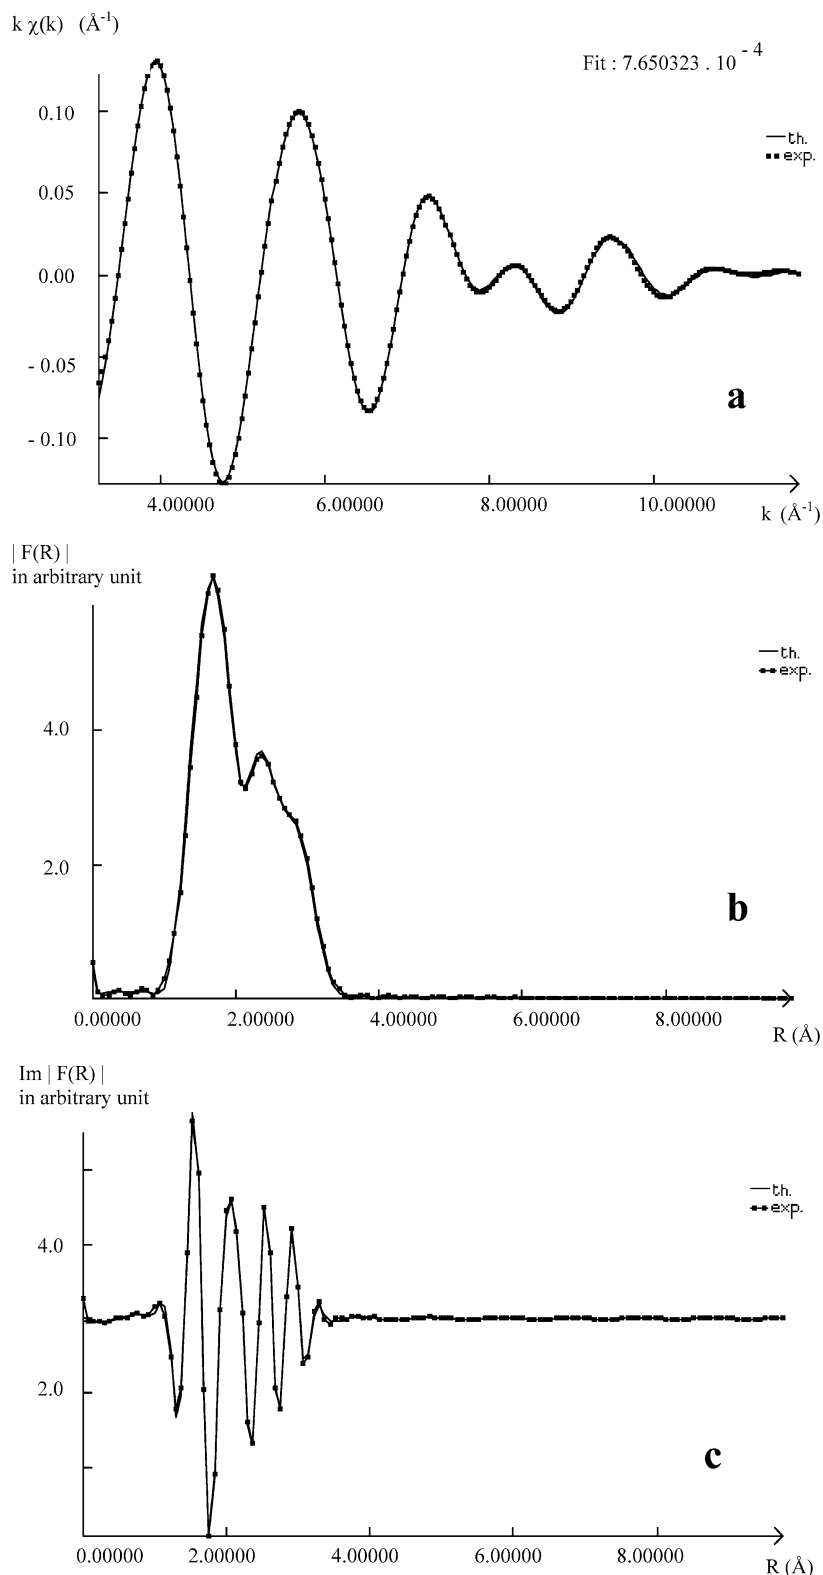 k χ(k) (Å-1)
Fit : 7.650323 . 10 - 4
0.10
th.
exp.
0.05
0.00
- 0.05
a
- 0.10
4.00000 6.00000 8.00000 10.00000
k (Å-1)
| F(R) |
in arbitrary unit
th.
exp.
4.0
2.0
b
0.00000 2.00000 4.00000 6.00000 8.00000
R (Å)
Im | F(R) |
in arbitrary unit
th.
exp.
4.0
2.0
c
0.00000 2.00000 4.00000 6.00000 8.00000
R (Å)